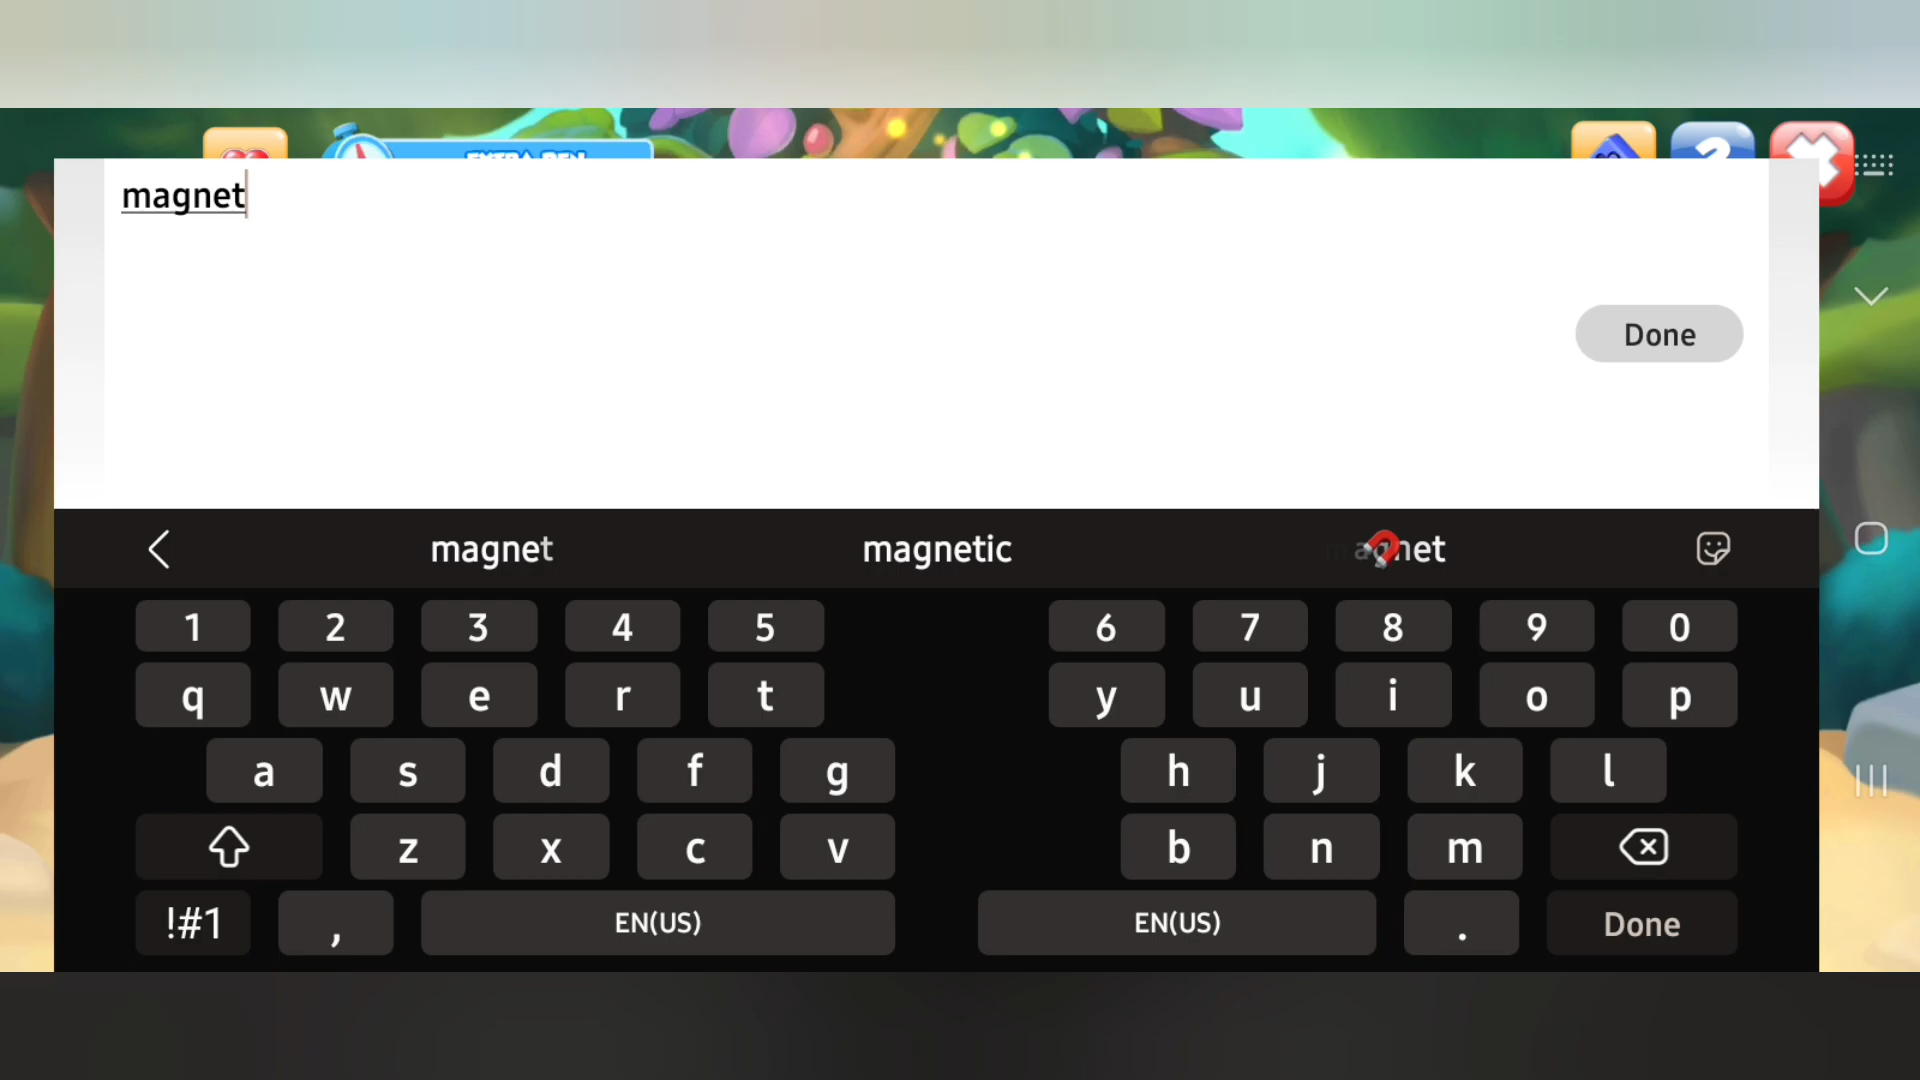 magnet
Done
magnet magnetic
1 2 3 4 5 6 7 8 9 0
q w e r t y u i o p
a s d f g h j k l
z x c v b n m
!#1 , EN(US) EN(US) . Done